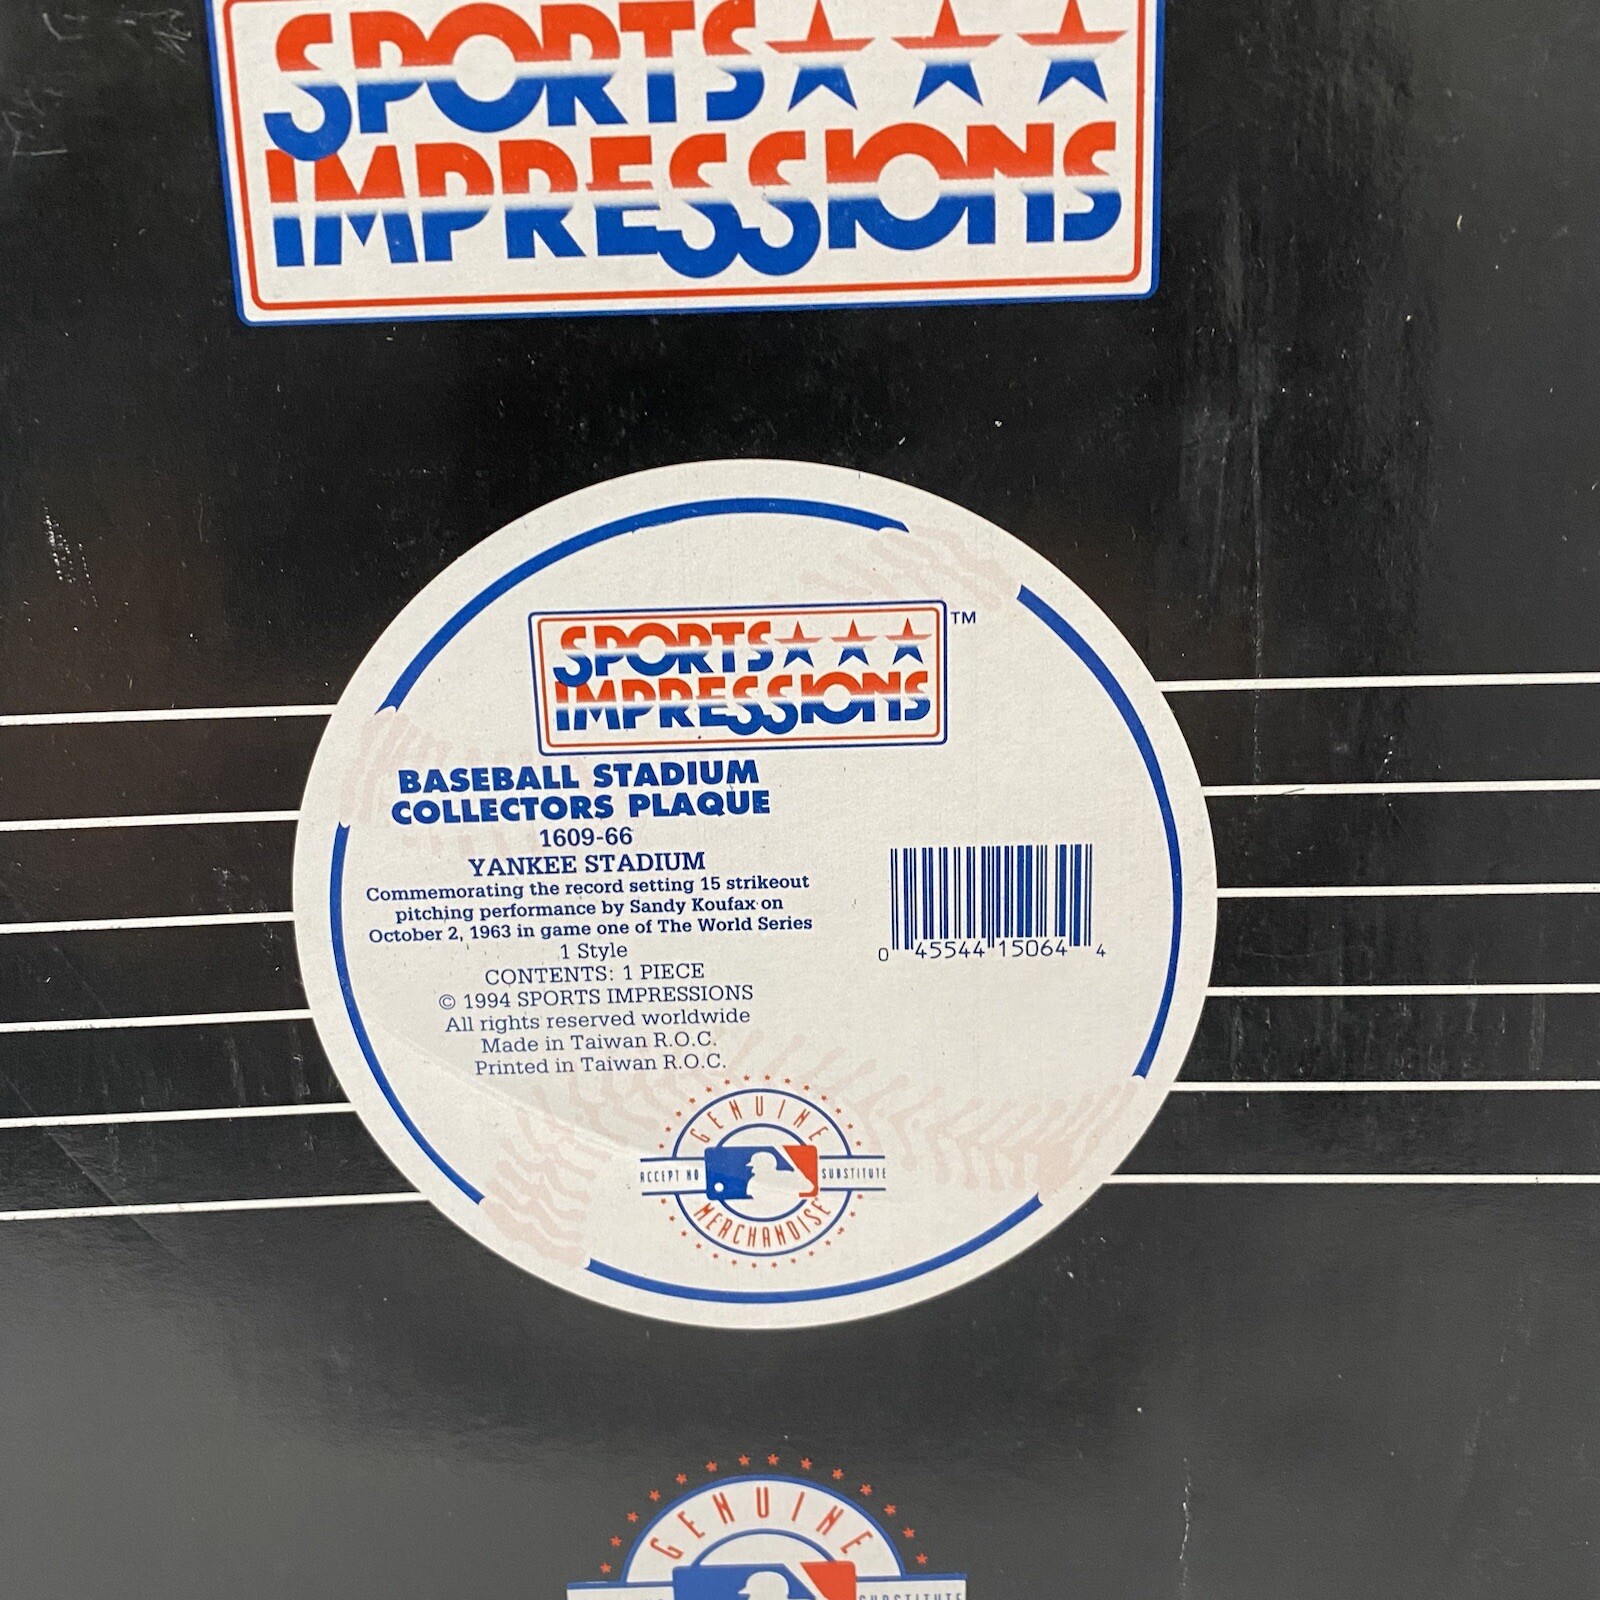 SPORTS
IMPRESSIONS
SPORTS TM
IMPRESSIONS
BASEBALL STADIUM
COLLECTORS PLAQUE
1609-66
YANKEE STADIUM
Commemorating the record setting 15 strikeout
pitching performance by Sandy Koufax on
October 2, 1963 in game one of The World Series
1 Style
CONTENTS: 1 PIECE
© 1994 SPORTS IMPRESSIONS
All rights reserved worldwide
Made in Taiwan R.O.C.
Printed in Taiwan R.O.C.
0 45544 15064 4
GENUINE
ACCEPT NO SUBSTITUTE
MERCHANDISE
GENUINE
NO SUBSTITUTE